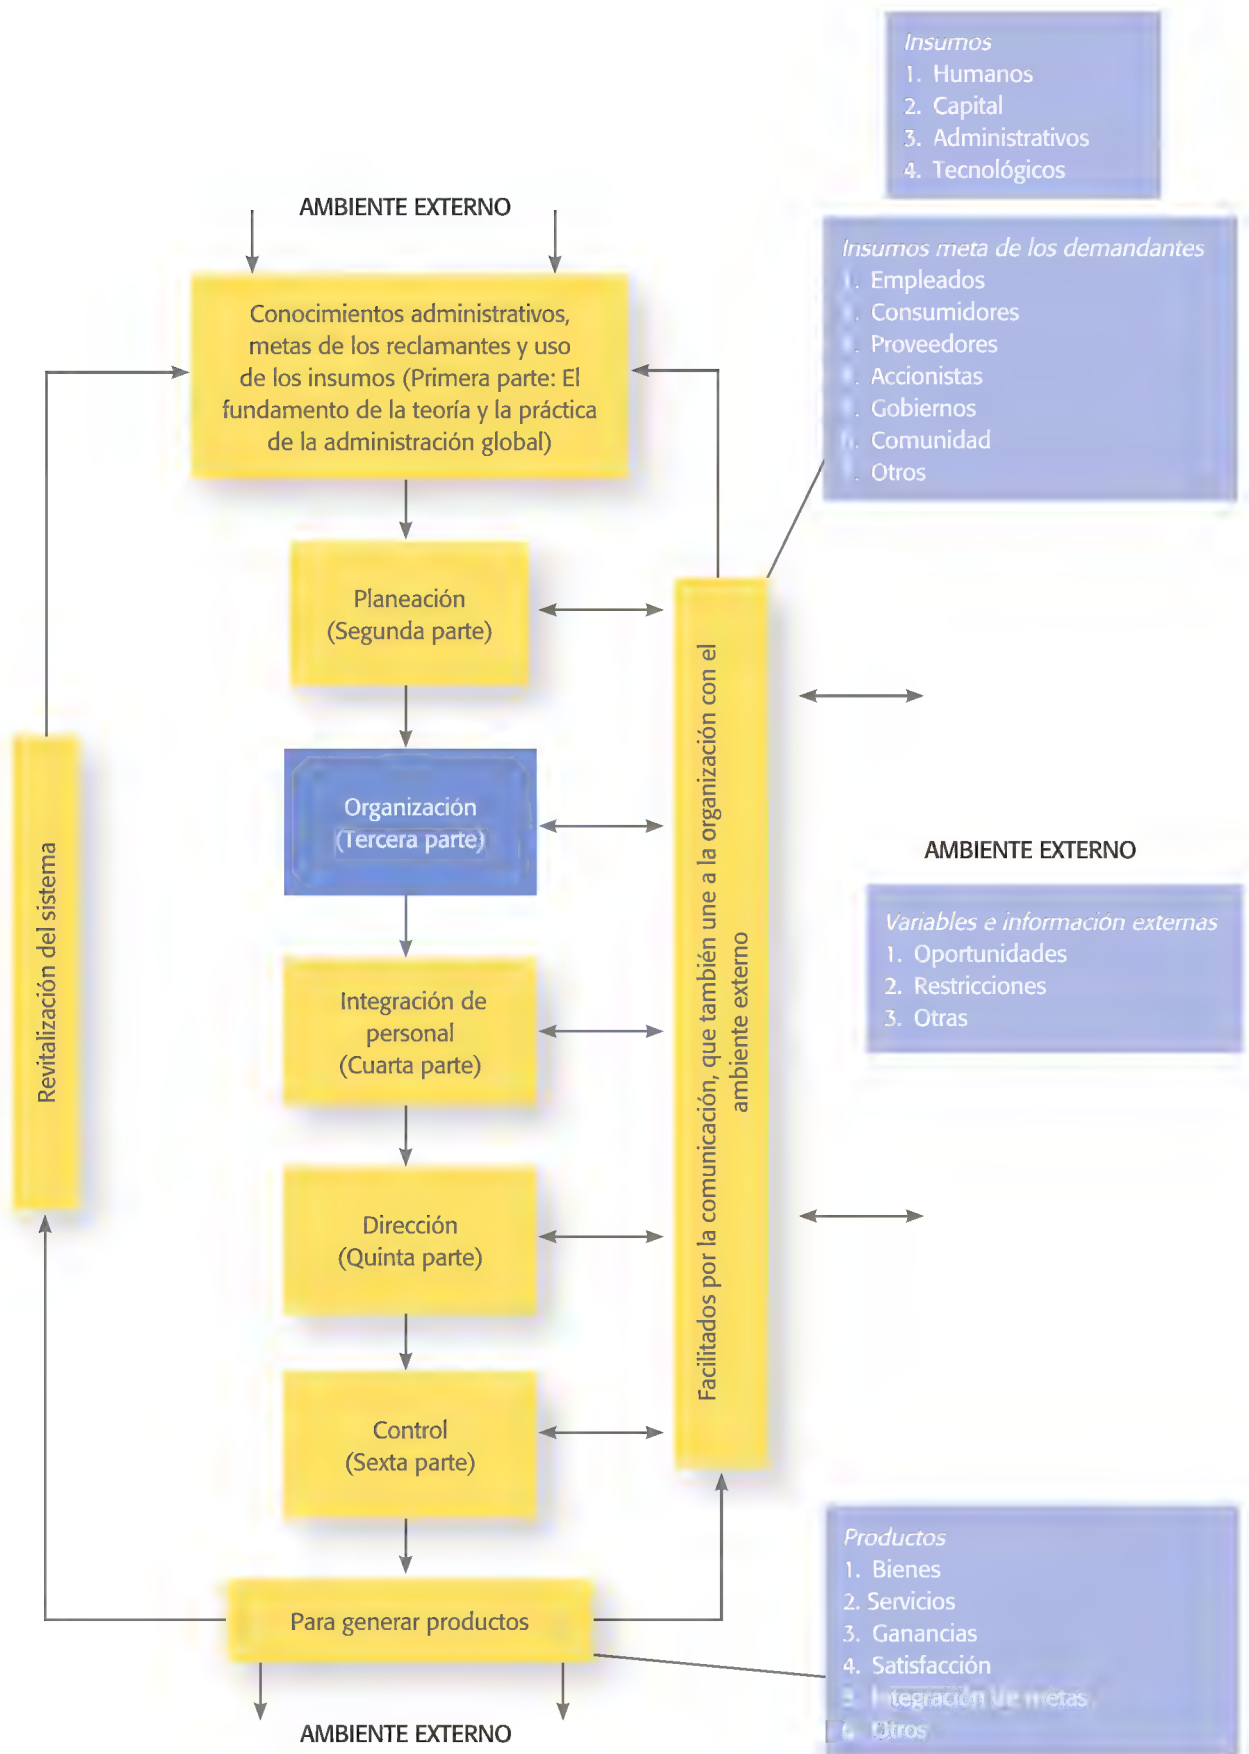 Insumos
1. Humanos
2. Capital
3. Administrativos
4. Tecnológicos
AMBIENTE EXTERNO
Insumos meta de los demandantes
Empleados
Consumidores
Proveedores
Accionistas
Gobiernos
Comunidad
Otros
Conocimientos administrativos,
metas de los reclamantes y uso
de los insumos (Primera parte: El
fundamento de la teoría y la práctica
de la administración global)
Planeación
(Segunda parte)
Organización
(Tercera parte)
Integración de
personal
(Cuarta parte)
Dirección
(Quinta parte)
Control
(Sexta parte)
Para generar productos
AMBIENTE EXTERNO
Revitalización del sistema
Facilitados por la comunicación, que también une a la organización con el
ambiente externo
AMBIENTE EXTERNO
Variables e información externas
1. Oportunidades
2. Restricciones
3. Otras
Productos
1. Bienes
2. Servicios
3. Ganancias
4. Satisfacción
5. Integración de metas
6. Otros